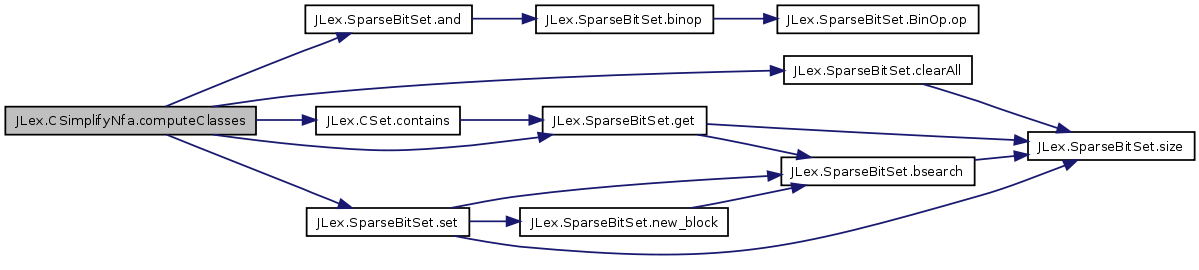 JLex.SparseBitSet.and
JLex.SparseBitSet.binop
JLex.SparseBitSet.BinOp.op
JLex.SparseBitSet.clearAll
JLex.CSimplifyNfa.computeClasses
JLex.CSet.contains
JLex.SparseBitSet.get
JLex.SparseBitSet.size
JLex.SparseBitSet.bsearch
JLex.SparseBitSet.set
JLex.SparseBitSet.new_block